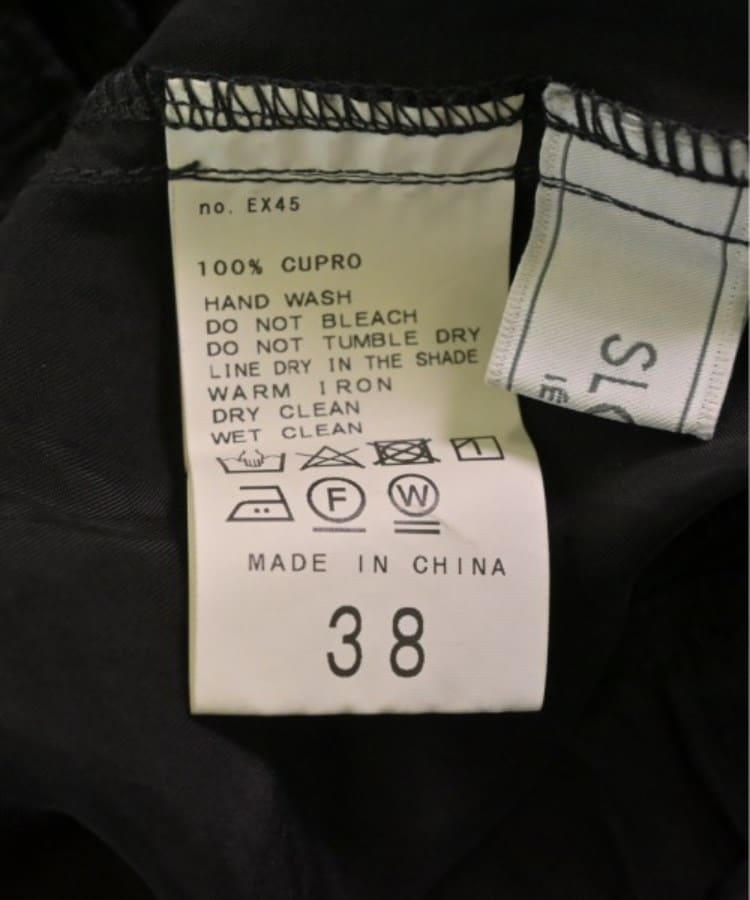 no. EX45
100% CUPRO
HAND WASH
DO NOT BLEACH
DO NOT TUMBLE DRY
LINE DRY IN THE SHADE
WARM IRON
DRY CLEAN
WET CLEAN
F W
MADE IN CHINA
38